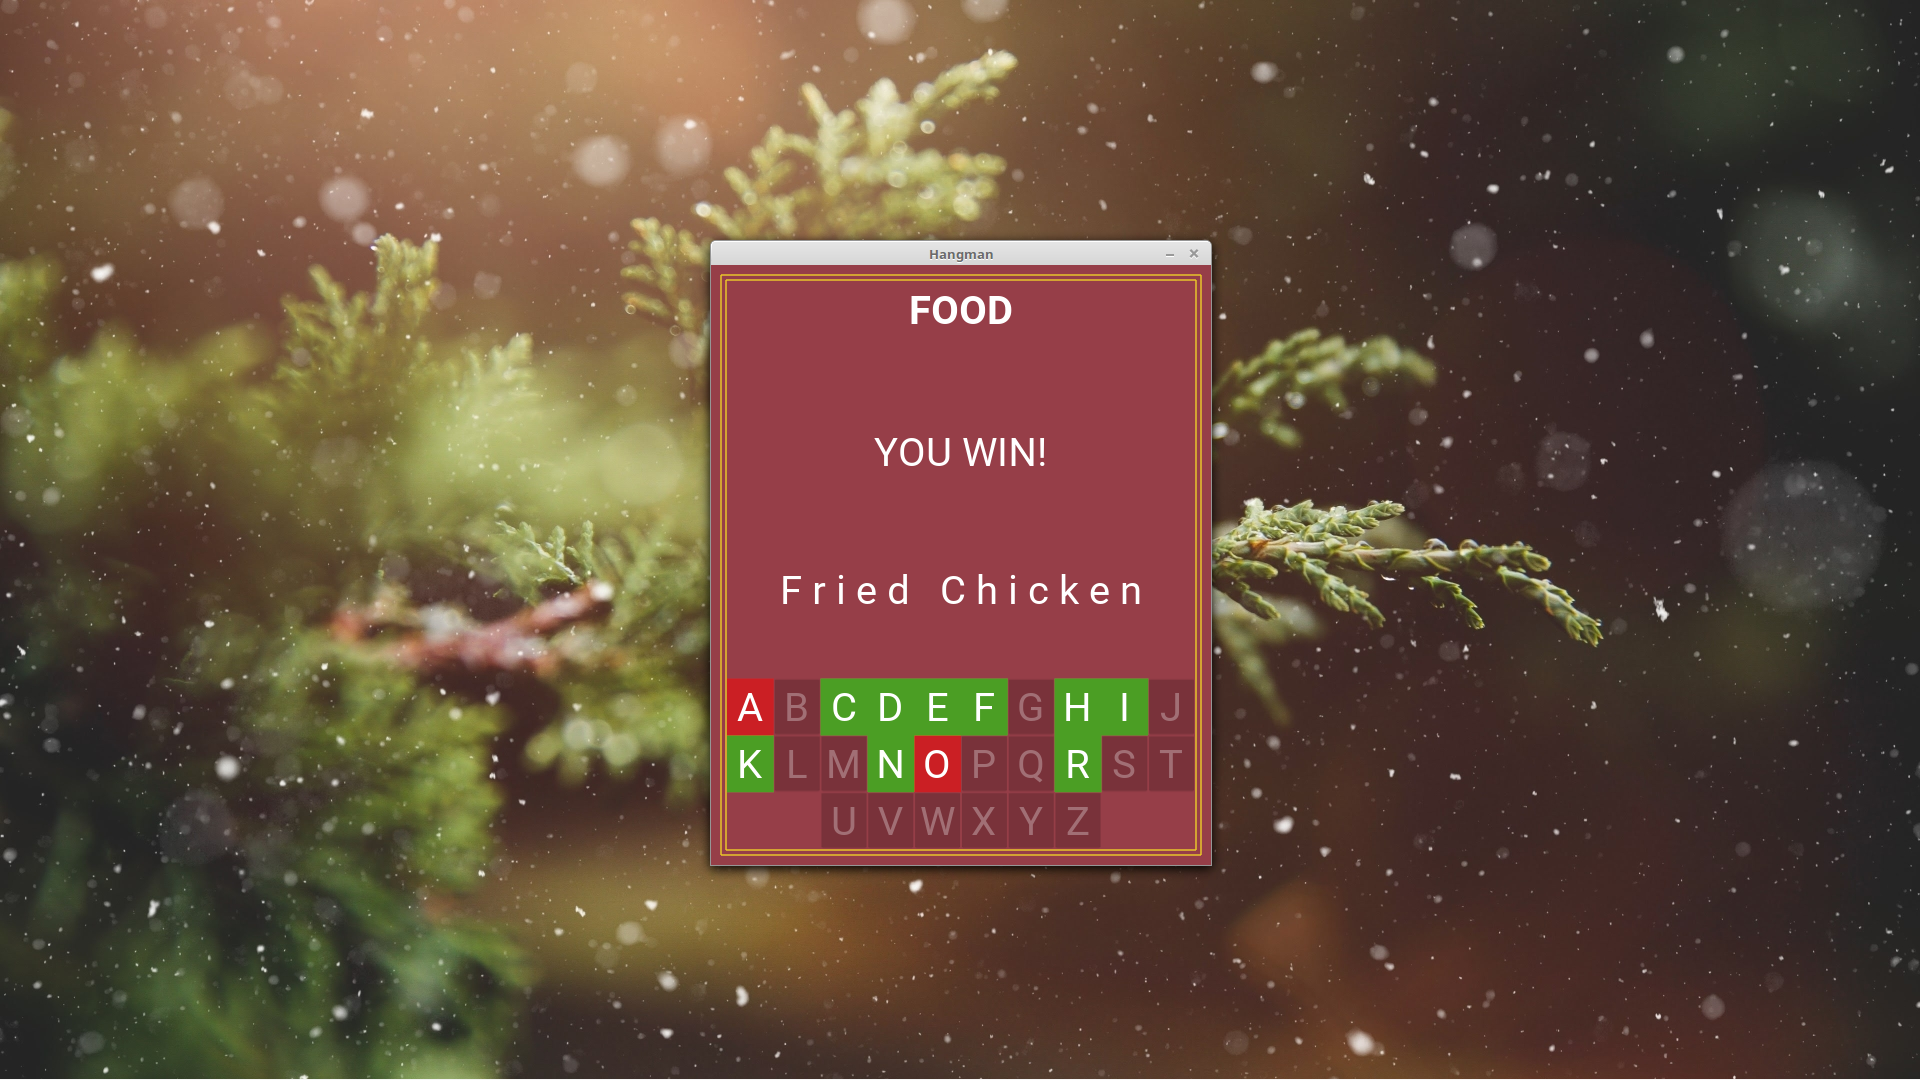 Hangman
FOOD
YOU WIN!
Fried Chicken
A B C D E F G H I J
K L M N O P Q R S T
U V W X Y Z